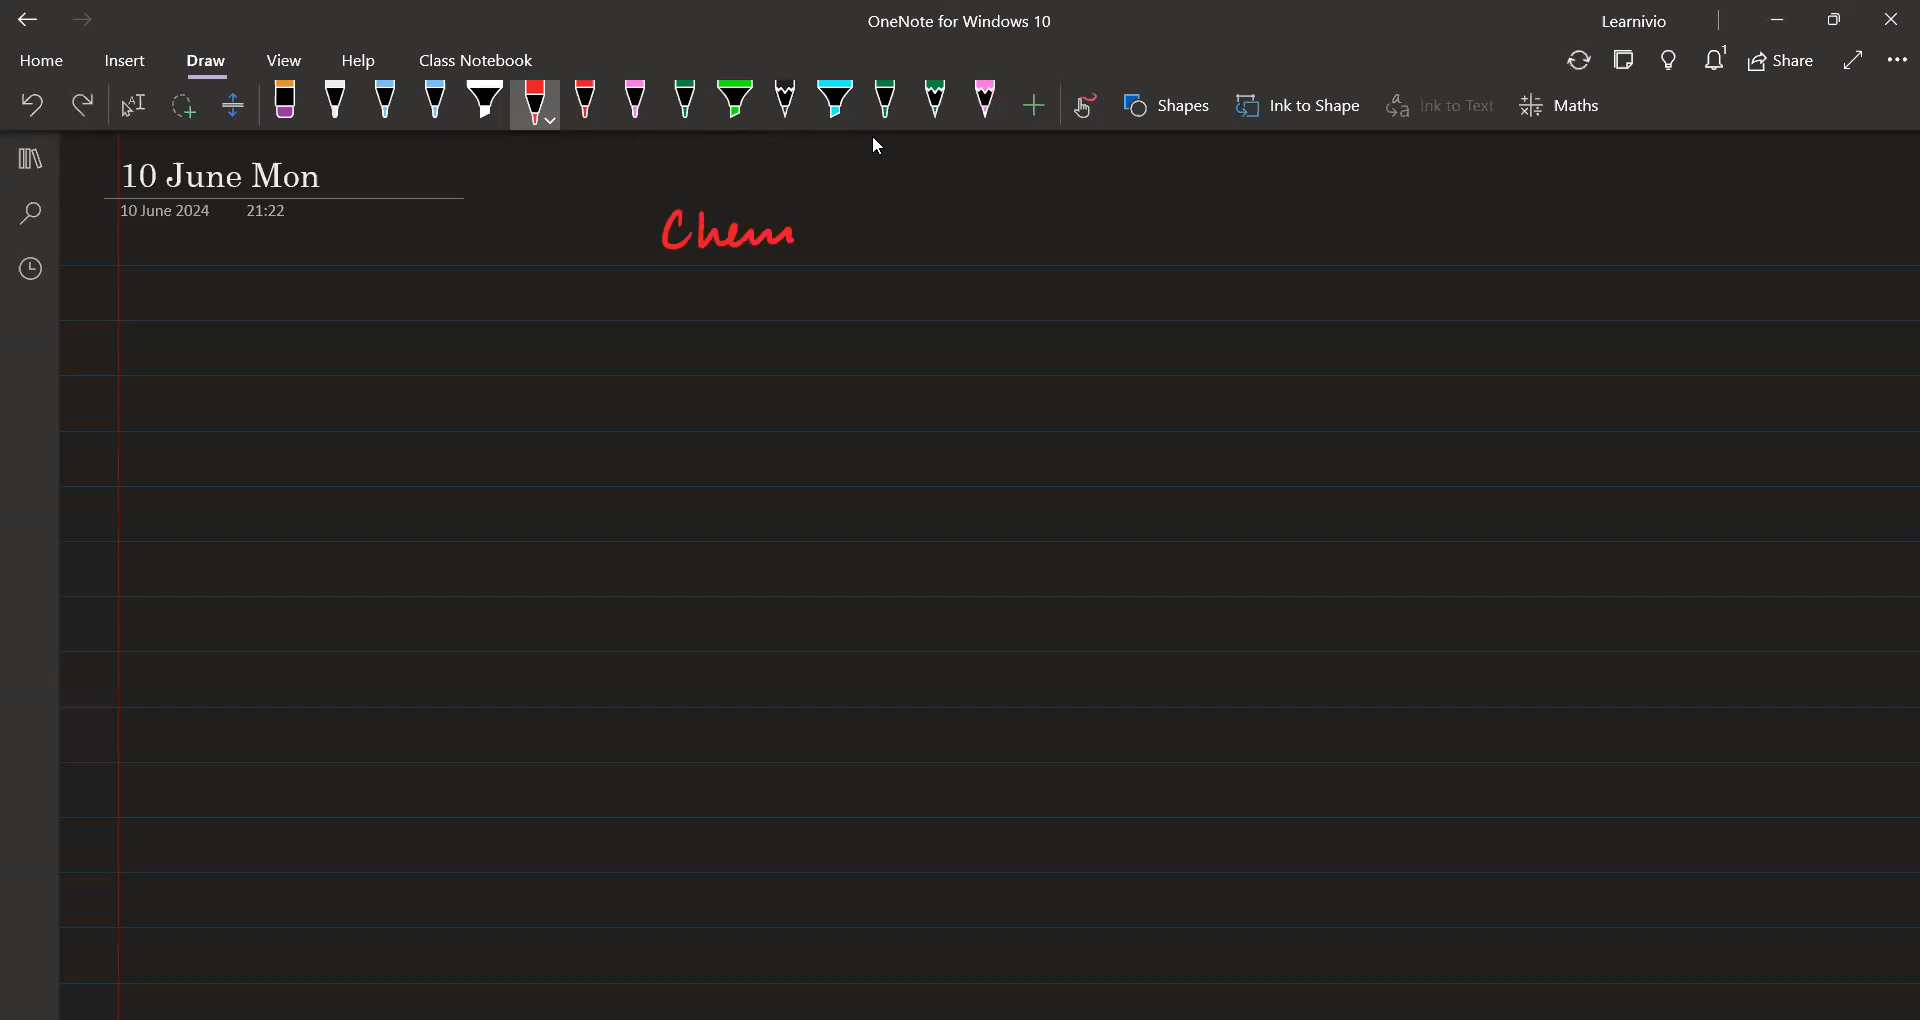 OneNote for Windows 10
Learnivio
Home Insert Draw View Help Class Notebook
1
Share
Shapes Ink to Shape Ink to Text Maths
10 June Mon
10 June 2024 21:22
Chem